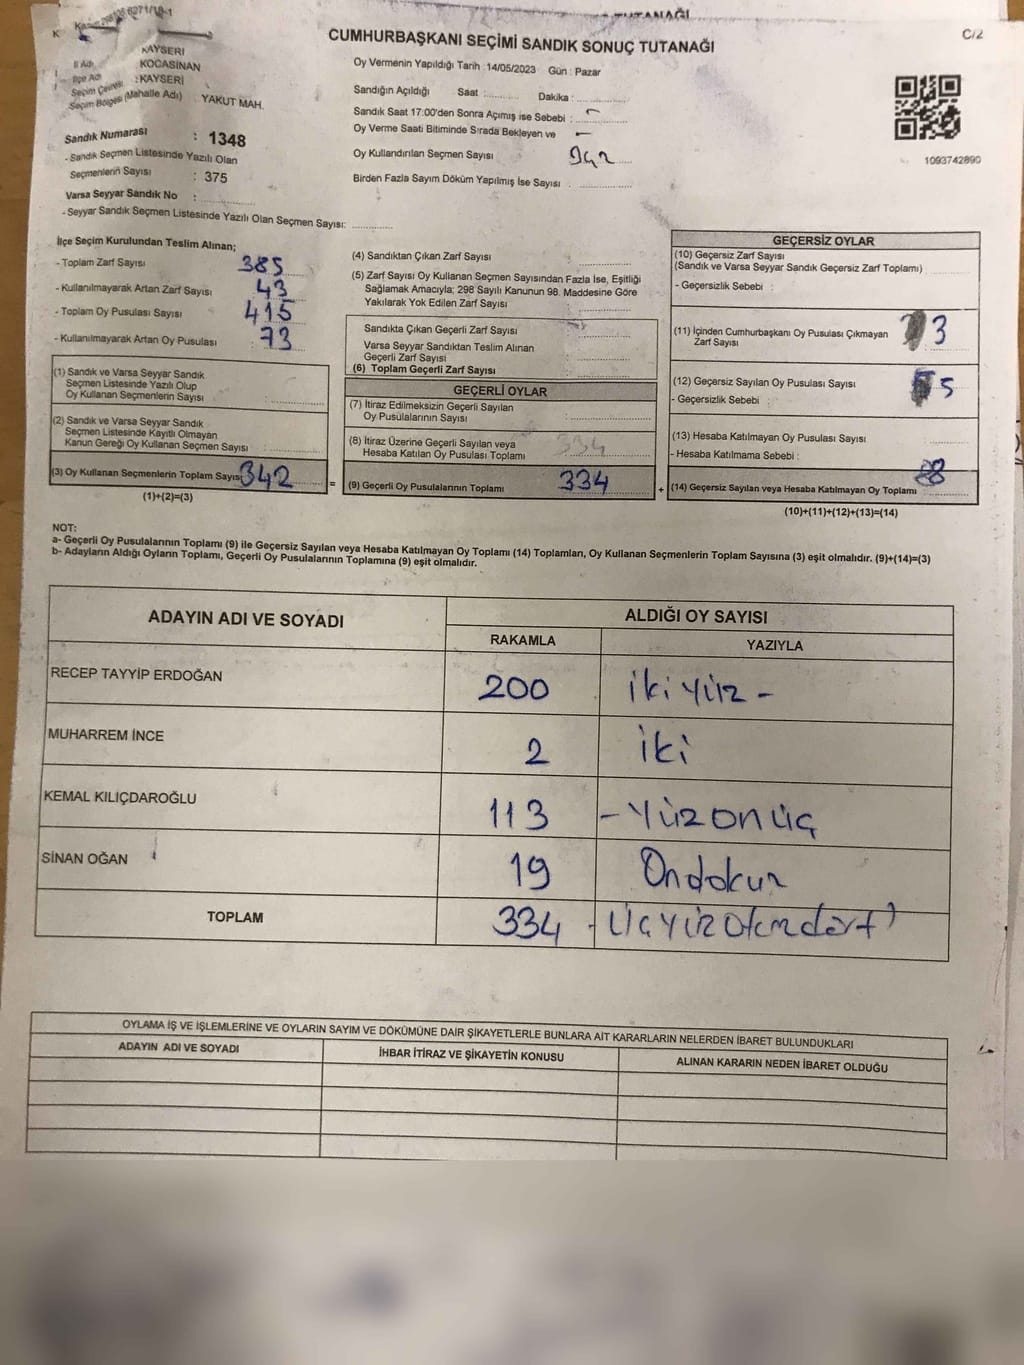 TUTANAĞI
C/2
CUMHURBAŞKANI SEÇİMİ SANDIK SONUÇ TUTANAĞI
İl Adı : KAYSERİ
İlçe Adı : KOCASİNAN
Seçim Çevresi : KAYSERİ
Seçim Bölgesi (Mahalle Adı) : YAKUT MAH.
Sandık Numarası : 1348
- Sandık Seçmen Listesinde Yazılı Olan
Seçmenlerin Sayısı : 375
Varsa Seyyar Sandık No :
- Seyyar Sandık Seçmen Listesinde Yazılı Olan Seçmen Sayısı:
Oy Vermenin Yapıldığı Tarih : 14/05/2023 Gün : Pazar
Sandığın Açıldığı Saat : Dakika :
Sandık Saat 17:00'den Sonra Açımış ise Sebebi : -
Oy Verme Saati Bitiminde Sırada Bekleyen ve -
Oy Kullandırılan Seçmen Sayısı
Birden Fazla Sayım Döküm Yapılmış İse Sayısı :
1093742890
İlçe Seçim Kurulundan Teslim Alınan;
- Toplam Zarf Sayısı 385
- Kullanılmayarak Artan Zarf Sayısı : 43
- Toplam Oy Pusulası Sayısı : 415
- Kullanılmayarak Artan Oy Pusulası : 73
(1) Sandık ve Varsa Seyyar Sandık
Seçmen Listesinde Yazılı Olup
Oy Kullanan Seçmenlerin Sayısı :
(2) Sandık ve Varsa Seyyar Sandık
Seçmen Listesinde Kayıtlı Olmayan
Kanun Gereği Oy Kullanan Seçmen Sayısı :
(3) Oy Kullanan Seçmenlerin Toplam Sayısı 342
(1)+(2)=(3)
=
(4) Sandıktan Çıkan Zarf Sayısı :
(5) Zarf Sayısı Oy Kullanan Seçmen Sayısından Fazla İse, Eşitliği
Sağlamak Amacıyla; 298 Sayılı Kanunun 98. Maddesine Göre
Yakılarak Yok Edilen Zarf Sayısı :
Sandıkta Çıkan Geçerli Zarf Sayısı :
Varsa Seyyar Sandıktan Teslim Alınan
Geçerli Zarf Sayısı :
(6) Toplam Geçerli Zarf Sayısı :
GEÇERLİ OYLAR
(7) İtiraz Edilmeksizin Geçerli Sayılan
Oy Pusulalarının Sayısı :
(8) İtiraz Üzerine Geçerli Sayılan veya
Hesaba Katılan Oy Pusulası Toplamı 334
(9) Geçerli Oy Pusulalarının Toplamı 334
+
GEÇERSİZ OYLAR
(10) Geçersiz Zarf Sayısı
(Sandık ve Varsa Seyyar Sandık Geçersiz Zarf Toplamı)
- Geçersizlik Sebebi :
(11) İçinden Cumhurbaşkanı Oy Pusulası Çıkmayan
Zarf Sayısı 3
(12) Geçersiz Sayılan Oy Pusulası Sayısı 5
- Geçersizlik Sebebi :
(13) Hesaba Katılmayan Oy Pusulası Sayısı
- Hesaba Katılmama Sebebi :
(14) Geçersiz Sayılan veya Hesaba Katılmayan Oy Toplamı 8
(10)+(11)+(12)+(13)=(14)
NOT:
a- Geçerli Oy Pusulalarının Toplamı (9) ile Geçersiz Sayılan veya Hesaba Katılmayan Oy Toplamı (14) Toplamları, Oy Kullanan Seçmenlerin Toplam Sayısına (3) eşit olmalıdır. (9)+(14)=(3)
b- Adayların Aldığı Oyların Toplamı, Geçerli Oy Pusulalarının Toplamına (9) eşit olmalıdır.
ADAYIN ADI VE SOYADI ALDIĞI OY SAYISI
RAKAMLA YAZIYLA
RECEP TAYYİP ERDOĞAN 200 iki yüz -
MUHARREM İNCE 2 iki
KEMAL KILIÇDAROĞLU 113 - Yüz on üç
SİNAN OĞAN 19 Ondokuz
TOPLAM 334 - üçyüzotuzdört
OYLAMA İŞ VE İŞLEMLERİNE VE OYLARIN SAYIM VE DÖKÜMÜNE DAİR ŞİKAYETLERLE BUNLARA AİT KARARLARIN NELERDEN İBARET BULUNDUKLARI
ADAYIN ADI VE SOYADI İHBAR İTİRAZ VE ŞİKAYETİN KONUSU ALINAN KARARIN NEDEN İBARET OLDUĞU